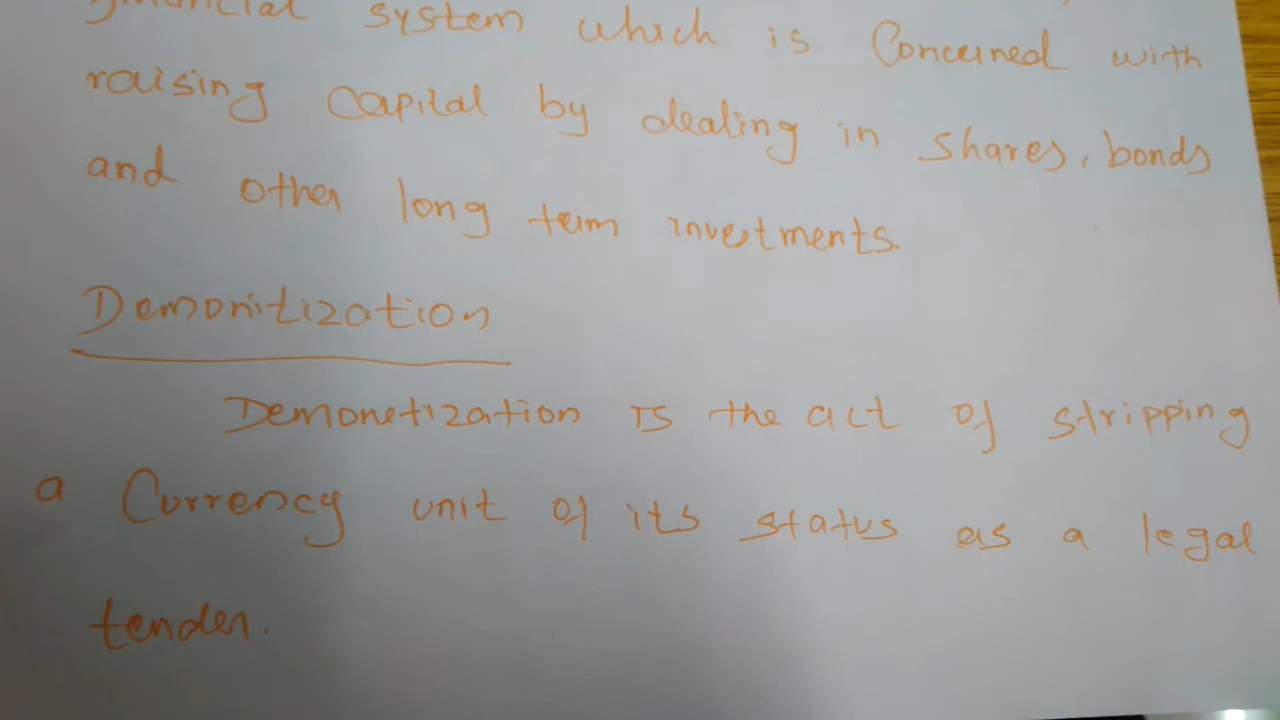 financial system which is Concerned with
raising Capital by dealing in shares, bonds
and other long term investments.
Demonitization
Demonetization is the act of stripping
a Currency unit of its status as a legal
tender.